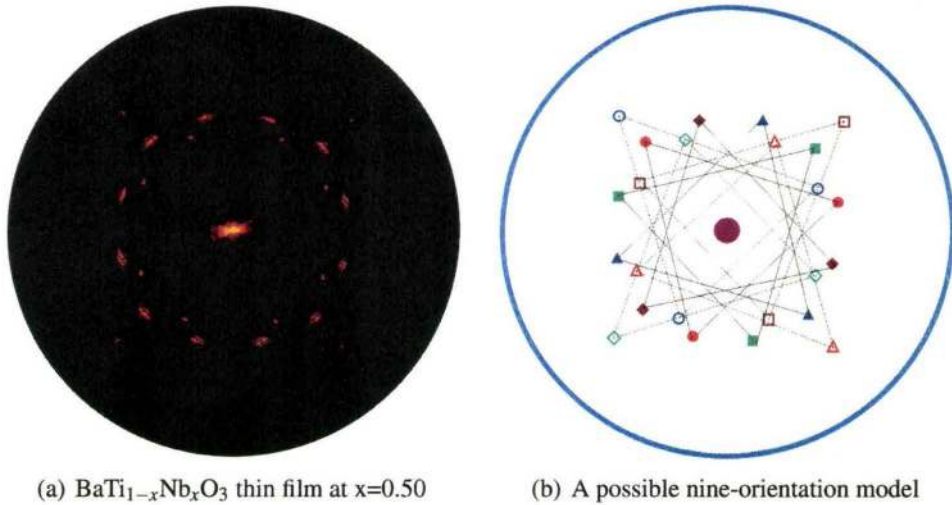 (a) BaTi₁₋ₓNbₓO₃ thin film at x=0.50
(b) A possible nine-orientation model